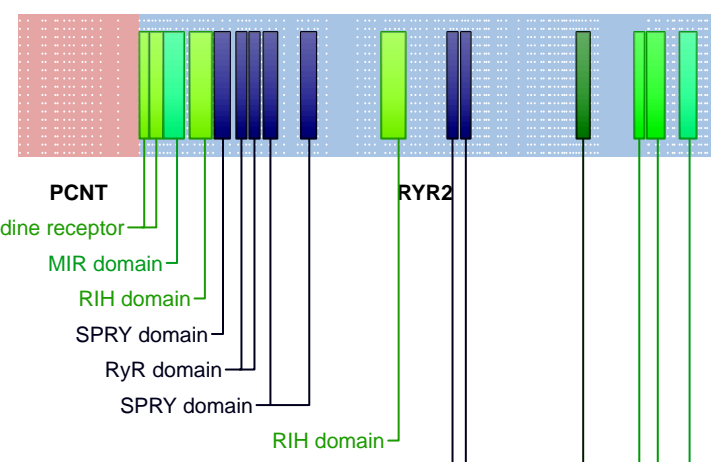 PCNT RYR2
dine receptor
MIR domain
RIH domain
SPRY domain
RyR domain
SPRY domain
RIH domain